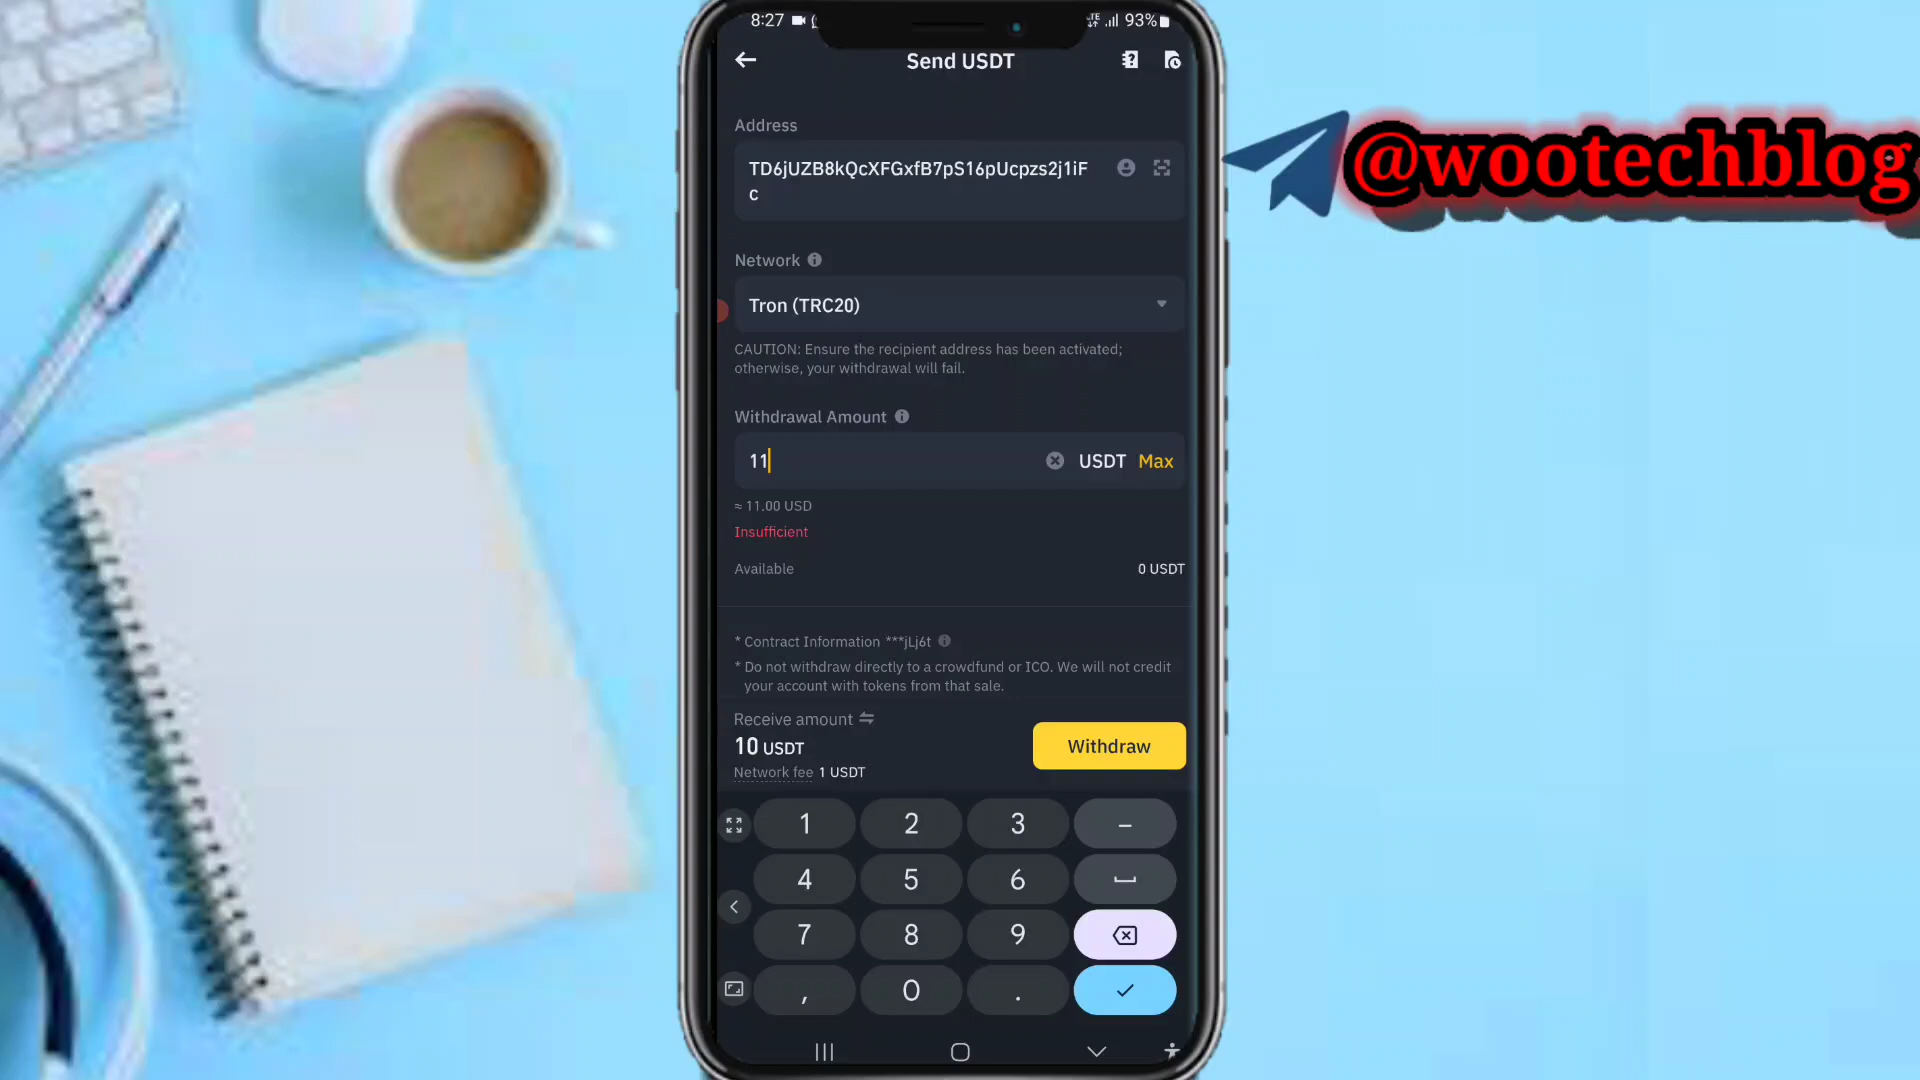 8:27
93%
Send USDT
@wootechblog
Address
TD6jUZB8kQcXFGxfB7pS16pUcpzs2j1iF
c
Network
Tron (TRC20)
CAUTION: Ensure the recipient address has been activated;
otherwise, your withdrawal will fail.
Withdrawal Amount
11 USDT Max
≈ 11.00 USD
Insufficient
Available 0 USDT
* Contract Information ***jLj6t
* Do not withdraw directly to a crowdfund or ICO. We will not credit
your account with tokens from that sale.
Receive amount
10 USDT
Withdraw
Network fee 1 USDT
1 2 3 –
4 5 6
7 8 9
, 0 .